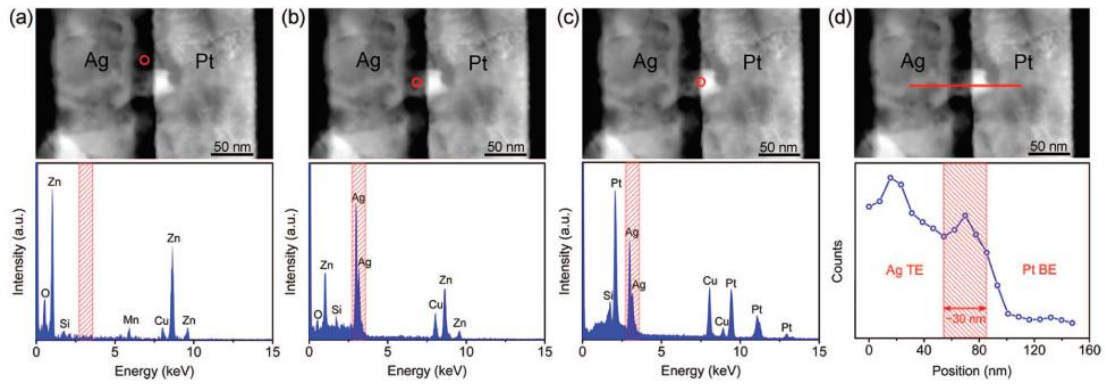 (a)
Ag
Pt
50 nm
(b)
Ag
Pt
50 nm
(c)
Ag
Pt
50 nm
(d)
Ag
Pt
50 nm
Intensity (a.u.)
Zn
O
Si
Mn
Cu
Zn
Zn
0 5 10 15
Energy (keV)
Intensity (a.u.)
O
Zn
Si
Ag
Ag
Cu
Zn
Zn
0 5 10 15
Energy (keV)
Intensity (a.u.)
Si
Pt
Ag
Ag
Cu
Cu
Pt
Pt
Pt
0 5 10 15
Energy (keV)
Counts
Ag TE
Pt BE
~30 nm
0 40 80 120 160
Position (nm)